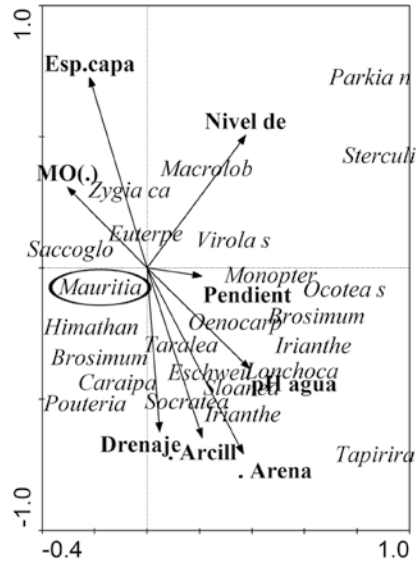 1.0
Esp.capa
Parkia n
Nivel de
Sterculi
Macrolob
MO(.)
Zygia ca
Euterpe
Virola s
Saccoglo
Mauritia
Monopter
Pendient
Ocotea s
Oenocarp
Brosimum
Himathan
Taralea
Irianthe
Brosimum
Eschwei
Lonchoca
Caraipa
Sloanea
pH agua
Pouteria
Socratea
Irianthe
Drenaje
. Arcill
Tapirira
. Arena
-1.0
-0.4
1.0